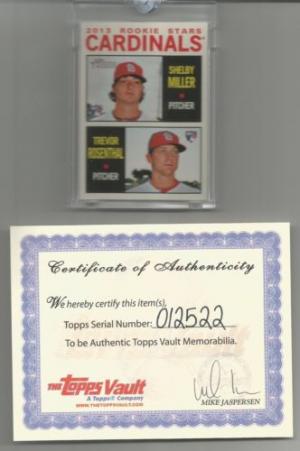 2013 ROOKIE STARS
CARDINALS
Heritage
SHELBY
MILLER
PITCHER
TREVOR
ROSENTHAL
PITCHER
Certificate of Authenticity
We hereby certify this item(s),
Topps Serial Number: 012522
To be Authentic Topps Vault Memorabilia.
THE Topps Vault
A Topps® Company
WWW.THETOPPSVAULT.COM
MIKE JASPERSEN